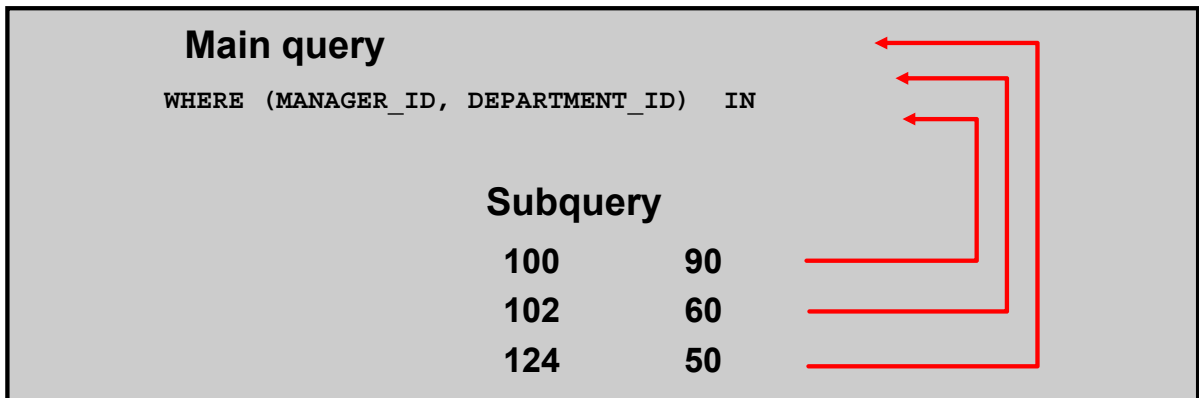 Main query
WHERE (MANAGER_ID, DEPARTMENT_ID) IN
Subquery
100 90
102 60
124 50